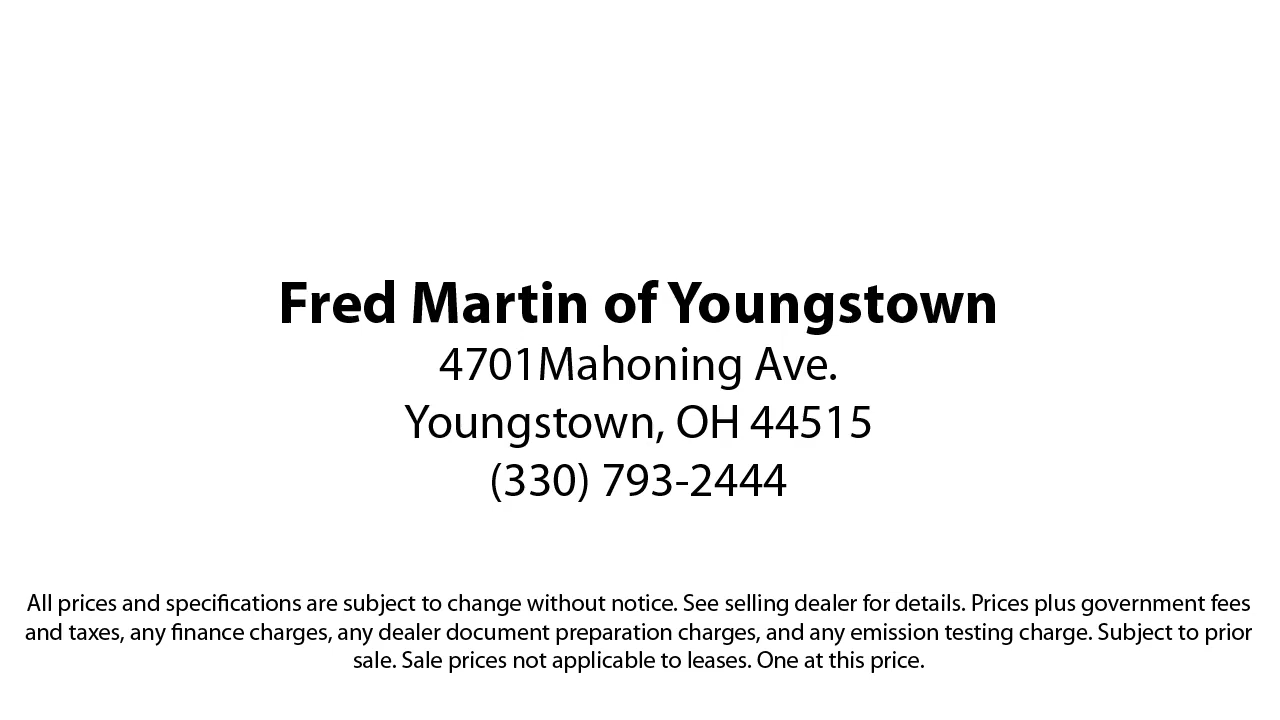 Fred Martin of Youngstown
4701Mahoning Ave.
Youngstown, OH 44515
(330) 793-2444
All prices and specifications are subject to change without notice. See selling dealer for details. Prices plus government fees
and taxes, any finance charges, any dealer document preparation charges, and any emission testing charge. Subject to prior
sale. Sale prices not applicable to leases. One at this price.